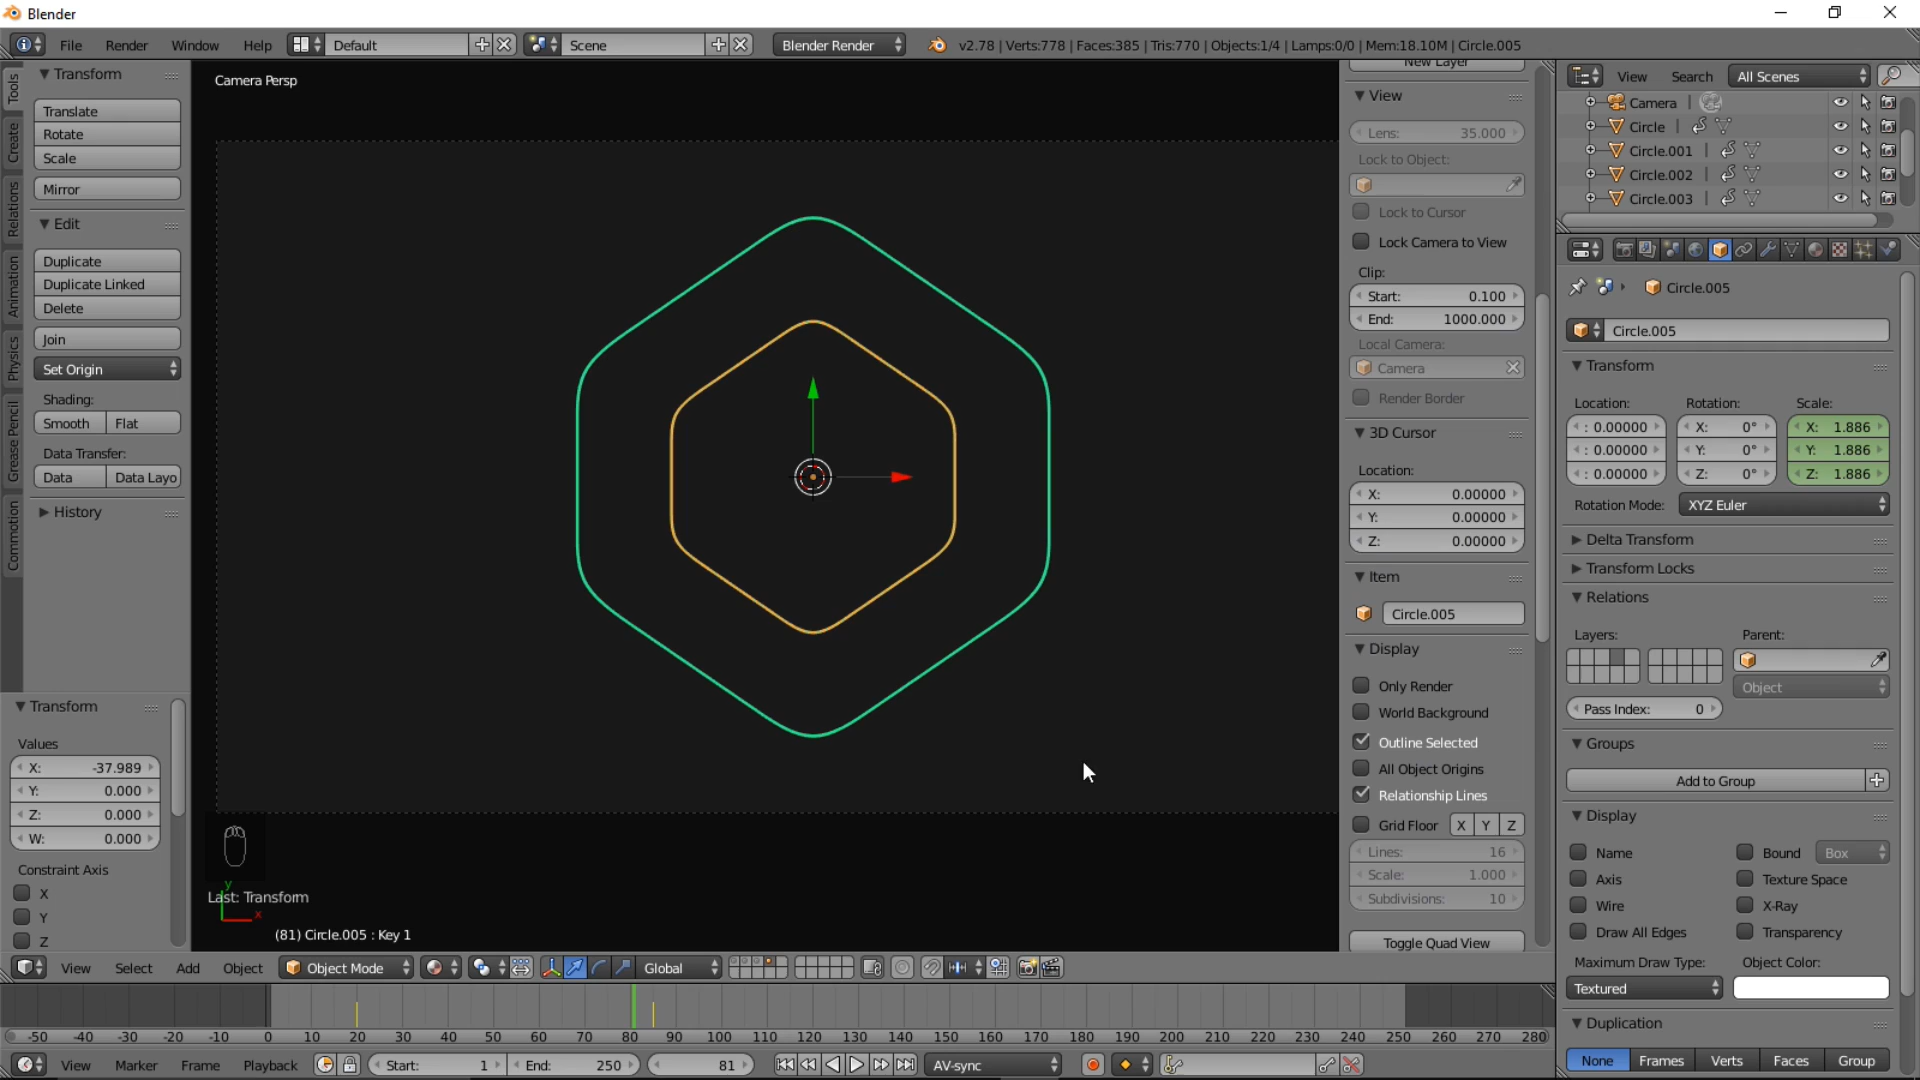 Blender
File Render Window Help Default Scene Blender Render v2.78 | Verts:778 | Faces:385 | Tris:770 | Objects:1/4 | Lamps:0/0 | Mem:18.10M | Circle.005
Tools
Create
Relations
Animation
Physics
Grease Pencil
Commotion
Transform
Translate
Rotate
Scale
Mirror
Edit
Duplicate
Duplicate Linked
Delete
Join
Set Origin
Shading:
Smooth Flat
Data Transfer:
Data Data Layo
History
Transform
Values
X: -37.989
Y: 0.000
Z: 0.000
W: 0.000
Constraint Axis
X
Y
Z
Camera Persp
y
Last: Transform
x
(81) Circle.005 : Key 1
New Layer
View
Lens: 35.000
Lock to Object:
Lock to Cursor
Lock Camera to View
Clip:
Start: 0.100
End: 1000.000
Local Camera:
Camera
Render Border
3D Cursor
Location:
X: 0.00000
Y: 0.00000
Z: 0.00000
Item
Circle.005
Display
Only Render
World Background
Outline Selected
All Object Origins
Relationship Lines
Grid Floor X Y Z
Lines: 16
Scale: 1.000
Subdivisions: 10
Toggle Quad View
View Search All Scenes
Camera
Circle
Circle.001
Circle.002
Circle.003
Circle.005
Circle.005
Transform
Location: Rotation: Scale:
: 0.00000 X: 0° X: 1.886
: 0.00000 Y: 0° Y: 1.886
: 0.00000 Z: 0° Z: 1.886
Rotation Mode: XYZ Euler
Delta Transform
Transform Locks
Relations
Layers: Parent:
Object
Pass Index: 0
Groups
Add to Group
Display
Name Bound Box
Axis Texture Space
Wire X-Ray
Draw All Edges Transparency
Maximum Draw Type: Object Color:
Textured
Duplication
None Frames Verts Faces Group
View Select Add Object Object Mode Global
-50 -40 -30 -20 -10 0 10 20 30 40 50 60 70 80 90 100 110 120 130 140 150 160 170 180 190 200 210 220 230 240 250 260 270 280
View Marker Frame Playback Start: 1 End: 250 81 AV-sync